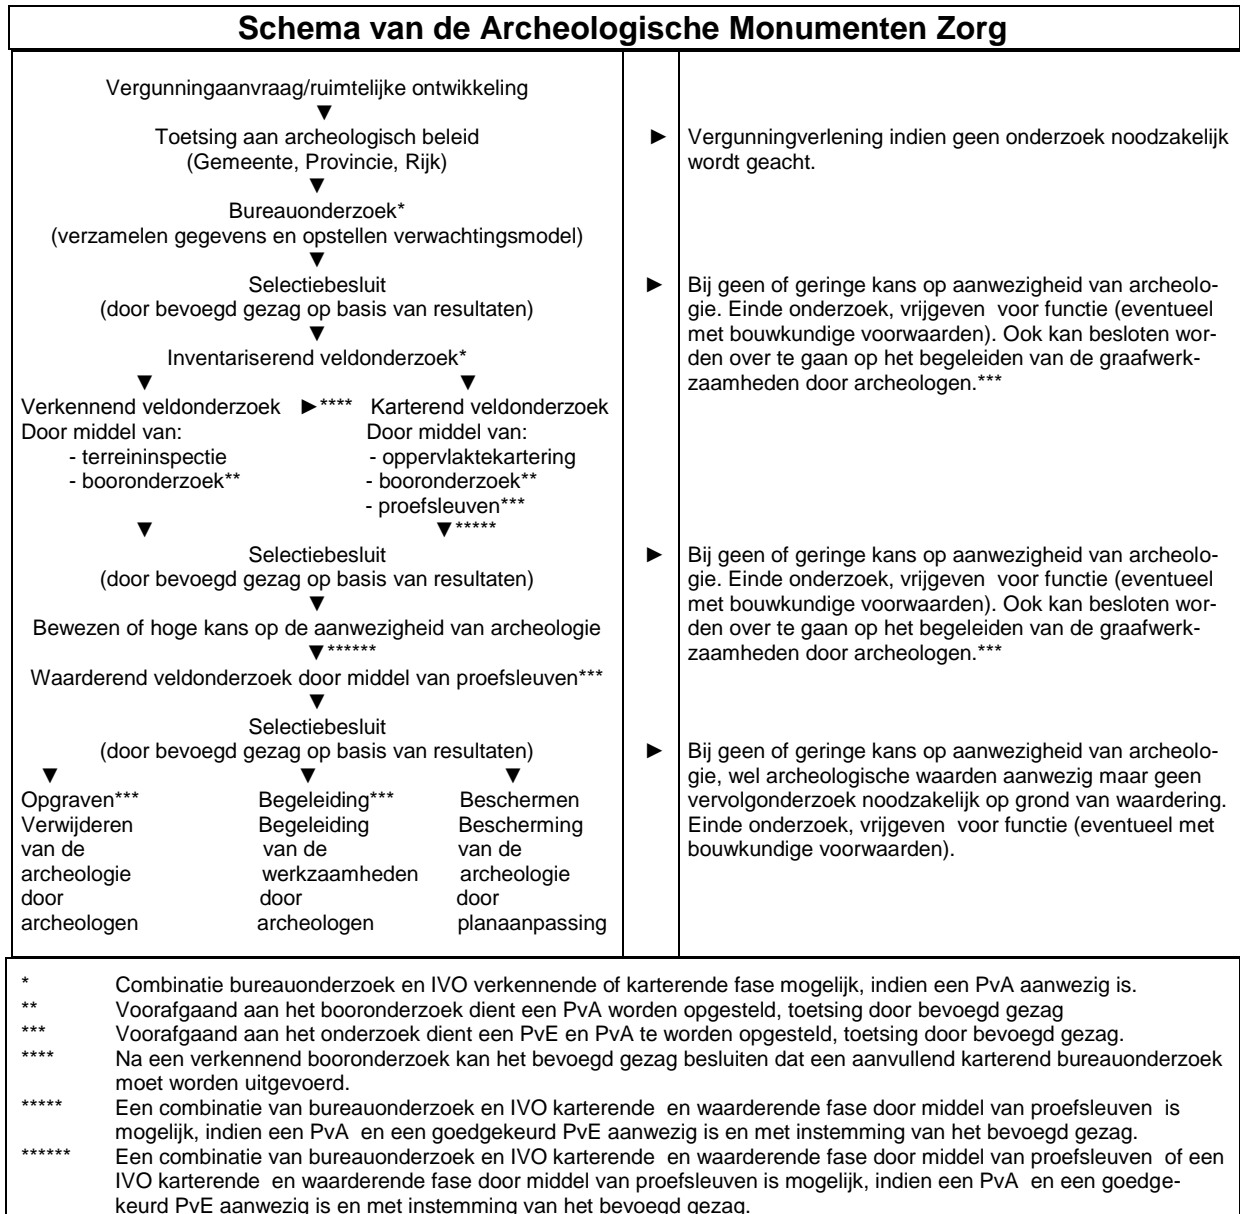 Schema van de Archeologische Monumenten Zorg
Vergunningaanvraag/ruimtelijke ontwikkeling
▼
Toetsing aan archeologisch beleid
(Gemeente, Provincie, Rijk)
► Vergunningverlening indien geen onderzoek noodzakelijk
wordt geacht.
▼
Bureauonderzoek*
(verzamelen gegevens en opstellen verwachtingsmodel)
▼
Selectiebesluit
(door bevoegd gezag op basis van resultaten)
► Bij geen of geringe kans op aanwezigheid van archeolo-
gie. Einde onderzoek, vrijgeven voor functie (eventueel
met bouwkundige voorwaarden). Ook kan besloten wor-
den over te gaan op het begeleiden van de graafwerk-
zaamheden door archeologen.***
▼
Inventariserend veldonderzoek*
▼ ▼
Verkennend veldonderzoek ►**** Karterend veldonderzoek
Door middel van: Door middel van:
- terreininspectie - oppervlaktekartering
- booronderzoek** - booronderzoek**
- proefsleuven***
▼ ▼*****
Selectiebesluit
(door bevoegd gezag op basis van resultaten)
► Bij geen of geringe kans op aanwezigheid van archeolo-
gie. Einde onderzoek, vrijgeven voor functie (eventueel
met bouwkundige voorwaarden). Ook kan besloten wor-
den over te gaan op het begeleiden van de graafwerk-
zaamheden door archeologen.***
▼
Bewezen of hoge kans op de aanwezigheid van archeologie
▼******
Waarderend veldonderzoek door middel van proefsleuven***
▼
Selectiebesluit
(door bevoegd gezag op basis van resultaten)
► Bij geen of geringe kans op aanwezigheid van archeolo-
gie, wel archeologische waarden aanwezig maar geen
vervolgonderzoek noodzakelijk op grond van waardering.
Einde onderzoek, vrijgeven voor functie (eventueel met
bouwkundige voorwaarden).
▼ ▼ ▼
Opgraven*** Begeleiding*** Beschermen
Verwijderen Begeleiding Bescherming
van de van de van de
archeologie werkzaamheden archeologie
door door door
archeologen archeologen planaanpassing
* Combinatie bureauonderzoek en IVO verkennende of karterende fase mogelijk, indien een PvA aanwezig is.
** Voorafgaand aan het booronderzoek dient een PvA worden opgesteld, toetsing door bevoegd gezag
*** Voorafgaand aan het onderzoek dient een PvE en PvA te worden opgesteld, toetsing door bevoegd gezag.
**** Na een verkennend booronderzoek kan het bevoegd gezag besluiten dat een aanvullend karterend bureauonderzoek
moet worden uitgevoerd.
***** Een combinatie van bureauonderzoek en IVO karterende en waarderende fase door middel van proefsleuven is
mogelijk, indien een PvA en een goedgekeurd PvE aanwezig is en met instemming van het bevoegd gezag.
****** Een combinatie van bureauonderzoek en IVO karterende en waarderende fase door middel van proefsleuven of een
IVO karterende en waarderende fase door middel van proefsleuven is mogelijk, indien een PvA en een goedge-
keurd PvE aanwezig is en met instemming van het bevoegd gezag.